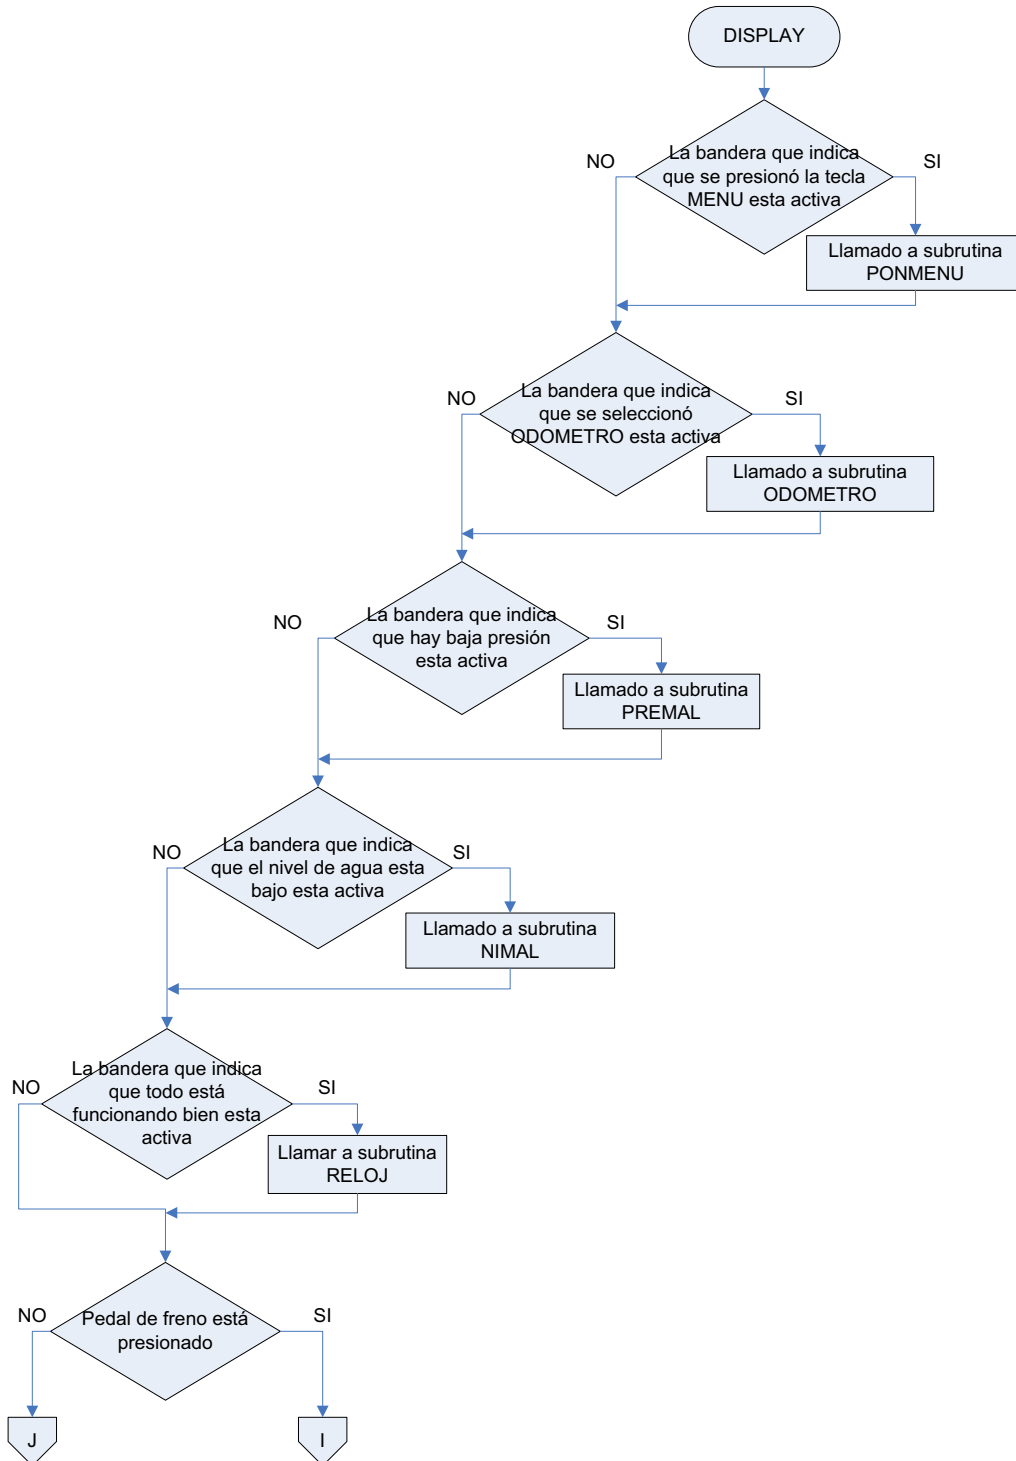 DISPLAY
La bandera que indica
que se presionó la tecla
MENU esta activa
NO
SI
Llamado a subrutina
PONMENU
La bandera que indica
que se seleccionó
ODOMETRO esta activa
NO
SI
Llamado a subrutina
ODOMETRO
La bandera que indica
que hay baja presión
esta activa
NO
SI
Llamado a subrutina
PREMAL
La bandera que indica
que el nivel de agua esta
bajo esta activa
NO
SI
Llamado a subrutina
NIMAL
La bandera que indica
que todo está
funcionando bien esta
activa
NO
SI
Llamar a subrutina
RELOJ
Pedal de freno está
presionado
NO
SI
J
I